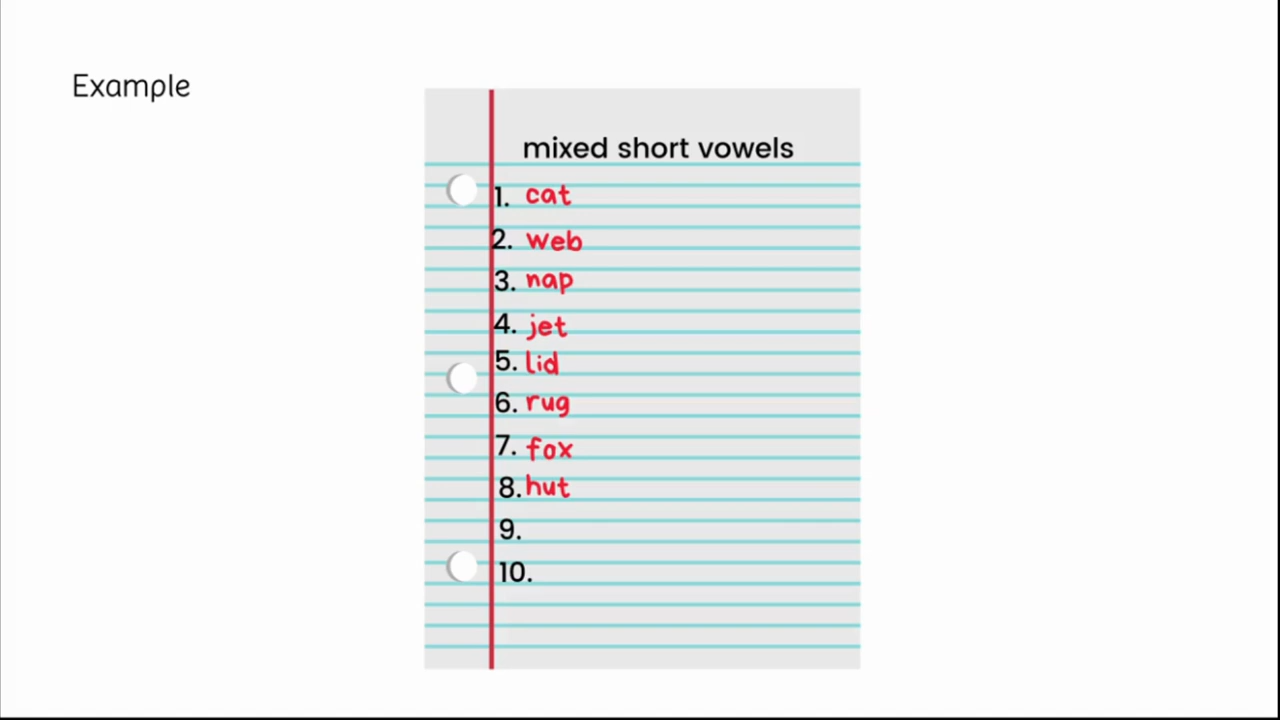 Example
mixed short vowels
1. cat
2. web
3. nap
4. jet
5. lid
6. rug
7. fox
8. hut
9.
10.